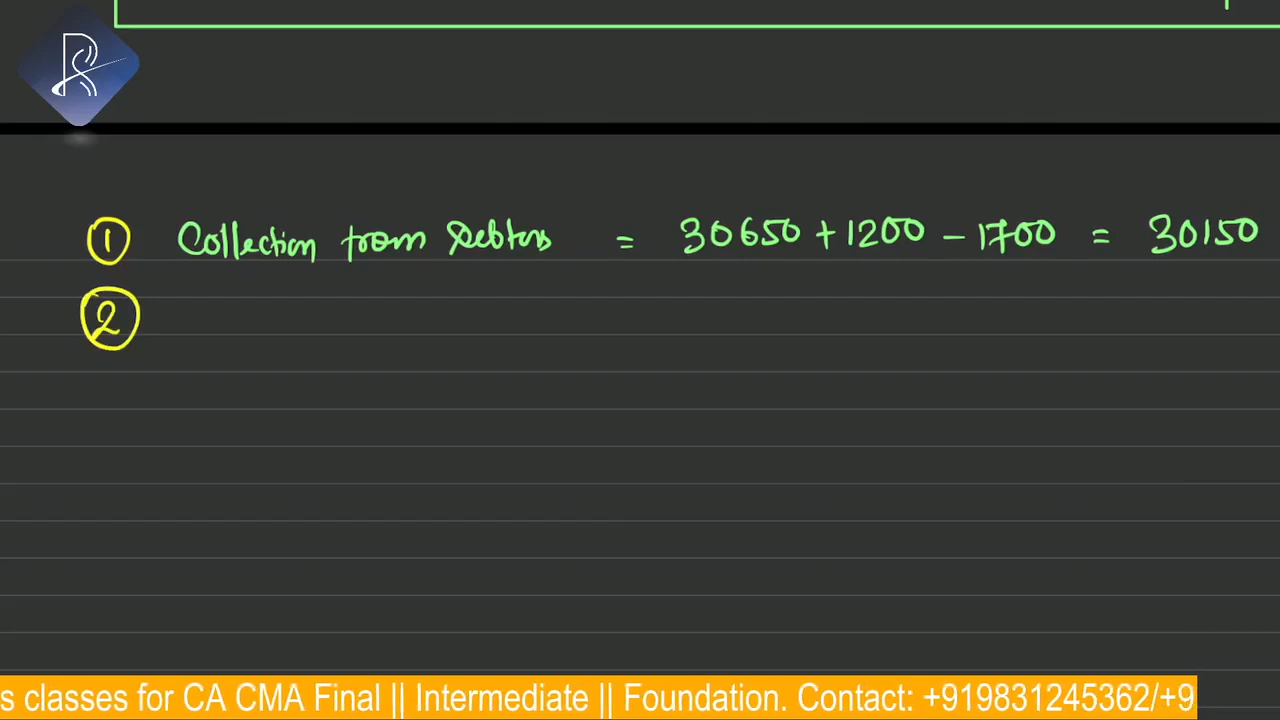 ① Collection from Debtors = 30650 + 1200 - 1700 = 30150
②
s classes for CA CMA Final || Intermediate || Foundation. Contact: +919831245362/+9